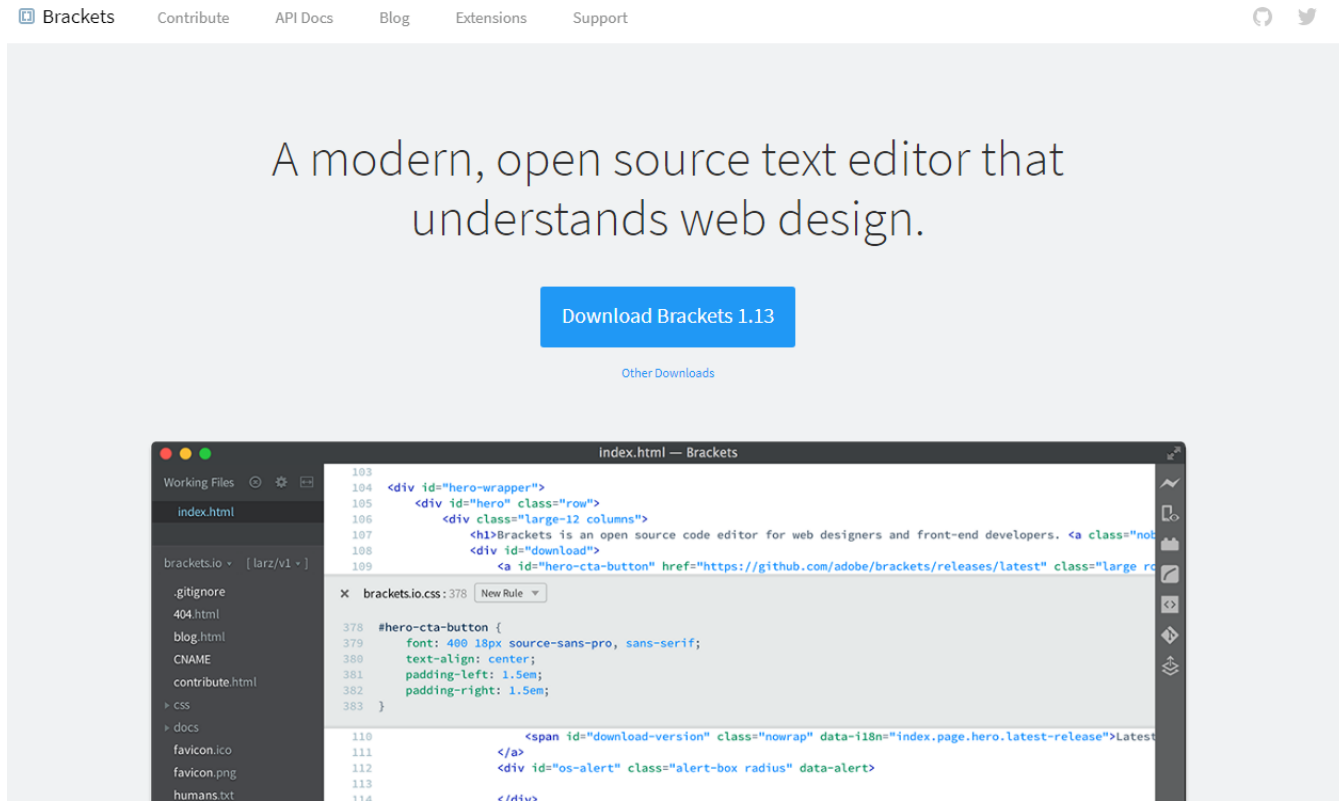 Brackets Contribute API Docs Blog Extensions Support
A modern, open source text editor that
understands web design.
Download Brackets 1.13
Other Downloads
index.html — Brackets
Working Files
index.html
brackets.io [ larz/v1 ]
.gitignore
404.html
blog.html
CNAME
contribute.html
css
docs
favicon.ico
favicon.png
humans.txt
103
104 <div id="hero-wrapper">
105 <div id="hero" class="row">
106 <div class="large-12 columns">
107 <h1>Brackets is an open source code editor for web designers and front-end developers. <a class="nob
108 <div id="download">
109 <a id="hero-cta-button" href="https://github.com/adobe/brackets/releases/latest" class="large ro
× brackets.io.css : 378 New Rule
378 #hero-cta-button {
379 font: 400 18px source-sans-pro, sans-serif;
380 text-align: center;
381 padding-left: 1.5em;
382 padding-right: 1.5em;
383 }
110 <span id="download-version" class="nowrap" data-i18n="index.page.hero.latest-release">Latest
111 </a>
112 <div id="os-alert" class="alert-box radius" data-alert>
113
114 </div>